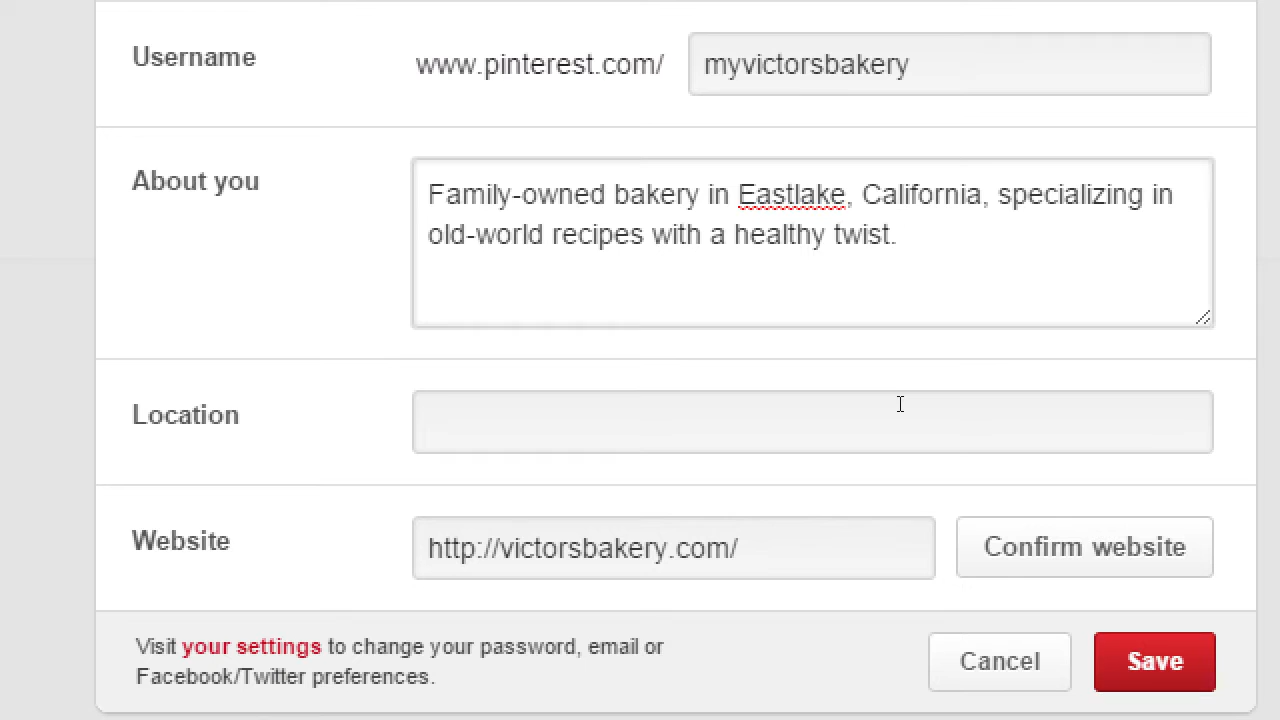 Username
www.pinterest.com/ myvictorsbakery
About you
Family-owned bakery in Eastlake, California, specializing in
old-world recipes with a healthy twist.
Location
Website
http://victorsbakery.com/
Confirm website
Visit your settings to change your password, email or
Facebook/Twitter preferences.
Cancel
Save